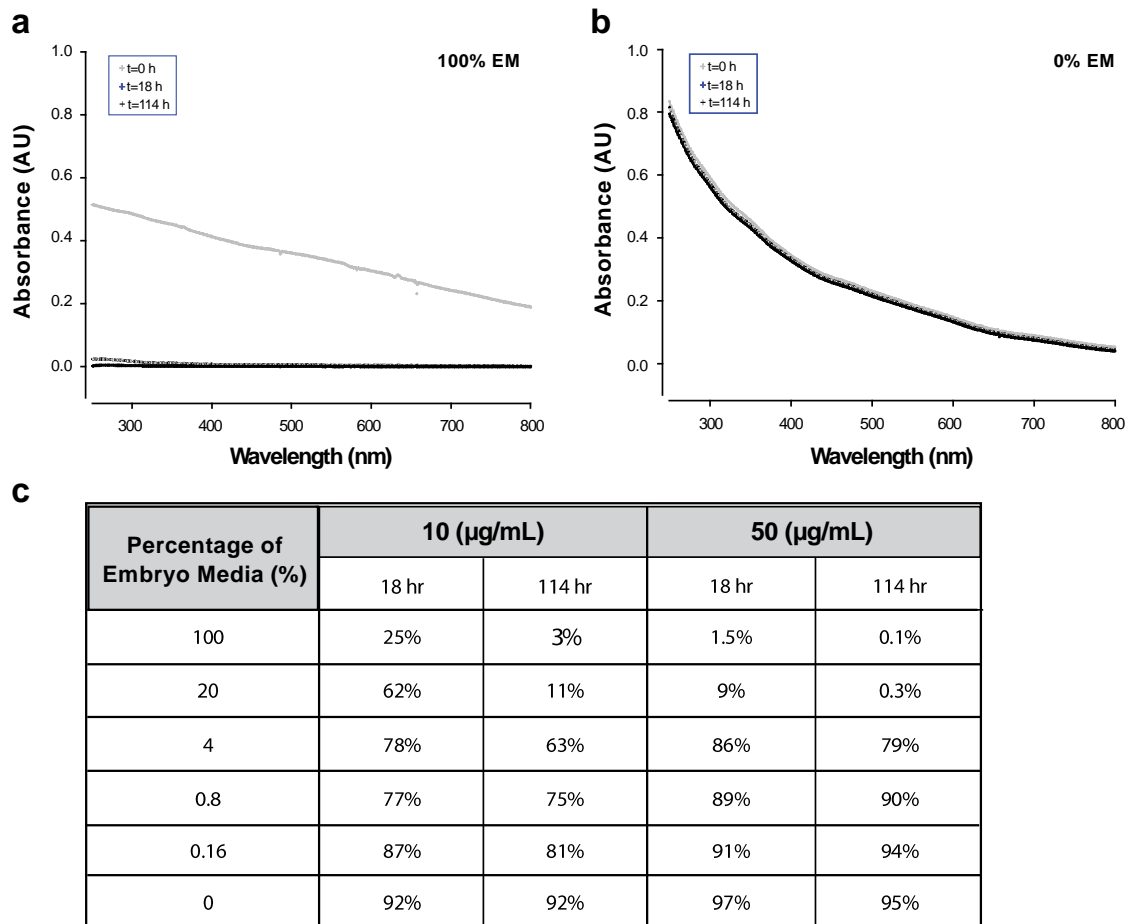 a
100% EM
+t=0 h
+t=18 h
+t=114 h
1.0
0.8
0.6
0.4
0.2
0.0
Absorbance (AU)
300 400 500 600 700 800
Wavelength (nm)
b
0% EM
+t=0 h
+t=18 h
+t=114 h
1.0
0.8
0.6
0.4
0.2
0.0
Absorbance (AU)
300 400 500 600 700 800
Wavelength (nm)
c
Percentage of
Embryo Media (%)
10 (µg/mL) 50 (µg/mL)
18 hr 114 hr 18 hr 114 hr
100 25% 3% 1.5% 0.1%
20 62% 11% 9% 0.3%
4 78% 63% 86% 79%
0.8 77% 75% 89% 90%
0.16 87% 81% 91% 94%
0 92% 92% 97% 95%